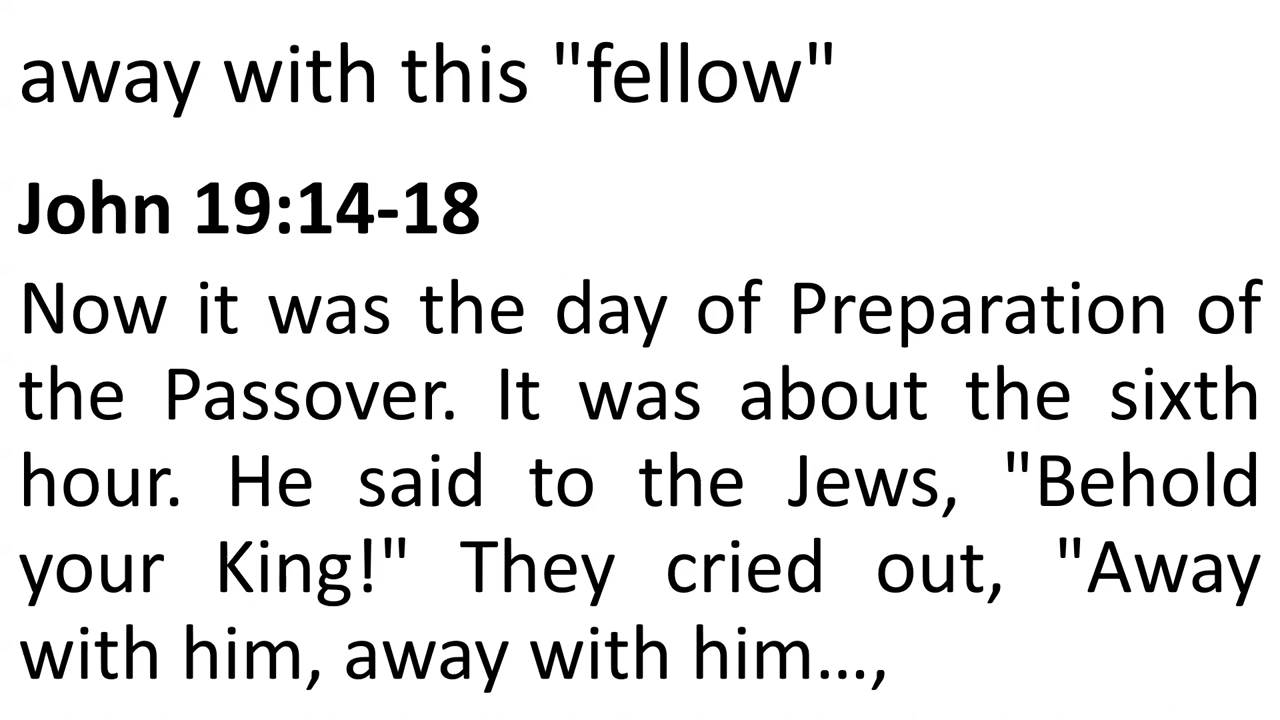 away with this "fellow"
John 19:14-18
Now it was the day of Preparation of
the Passover. It was about the sixth
hour. He said to the Jews, "Behold
your King!" They cried out, "Away
with him, away with him...,